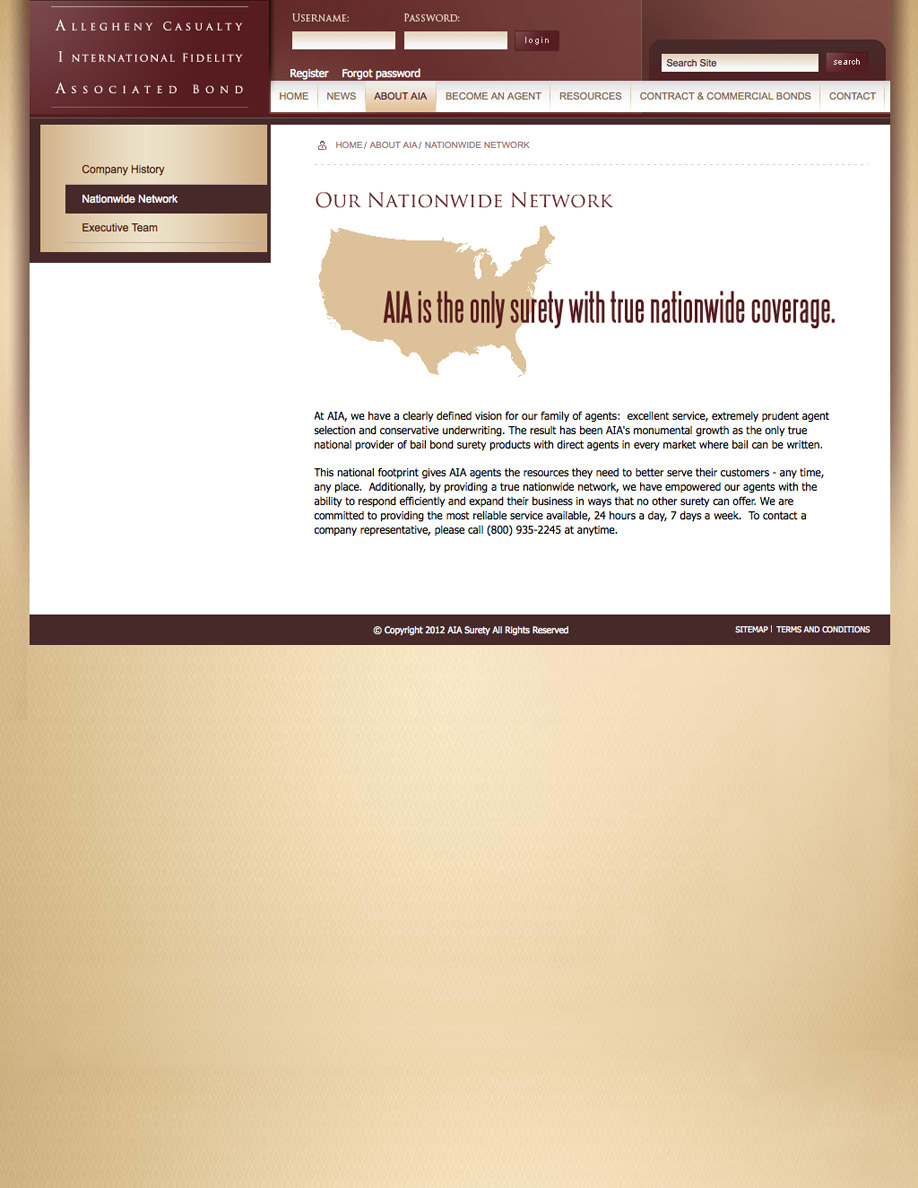 Allegheny Casualty
International Fidelity
Associated Bond
Username: Password:
login
Register Forgot password
Search Site search
HOME NEWS ABOUT AIA BECOME AN AGENT RESOURCES CONTRACT & COMMERCIAL BONDS CONTACT
Company History
Nationwide Network
Executive Team
HOME / ABOUT AIA / NATIONWIDE NETWORK
Our Nationwide Network
AIA is the only surety with true nationwide coverage.
At AIA, we have a clearly defined vision for our family of agents:  excellent service, extremely prudent agent
selection and conservative underwriting. The result has been AIA's monumental growth as the only true
national provider of bail bond surety products with direct agents in every market where bail can be written.
This national footprint gives AIA agents the resources they need to better serve their customers - any time,
any place.  Additionally, by providing a true nationwide network, we have empowered our agents with the
ability to respond efficiently and expand their business in ways that no other surety can offer. We are
committed to providing the most reliable service available, 24 hours a day, 7 days a week.  To contact a
company representative, please call (800) 935-2245 at anytime.
© Copyright 2012 AIA Surety All Rights Reserved
SITEMAP | TERMS AND CONDITIONS